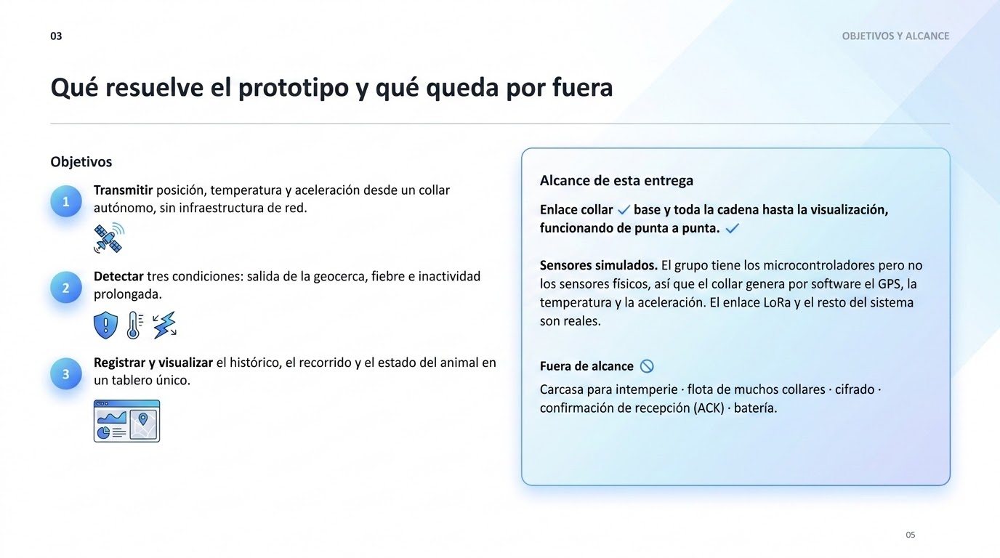 03
OBJETIVOS Y ALCANCE
Qué resuelve el prototipo y qué queda por fuera
Objetivos
1
Transmitir posición, temperatura y aceleración desde un collar
autónomo, sin infraestructura de red.
2
Detectar tres condiciones: salida de la geocerca, fiebre e inactividad
prolongada.
3
Registrar y visualizar el histórico, el recorrido y el estado del animal en
un tablero único.
Alcance de esta entrega
Enlace collar ✓ base y toda la cadena hasta la visualización,
funcionando de punta a punta. ✓
Sensores simulados. El grupo tiene los microcontroladores pero no
los sensores físicos, así que el collar genera por software el GPS, la
temperatura y la aceleración. El enlace LoRa y el resto del sistema
son reales.
Fuera de alcance
Carcasa para intemperie · flota de muchos collares · cifrado ·
confirmación de recepción (ACK) · batería.
05